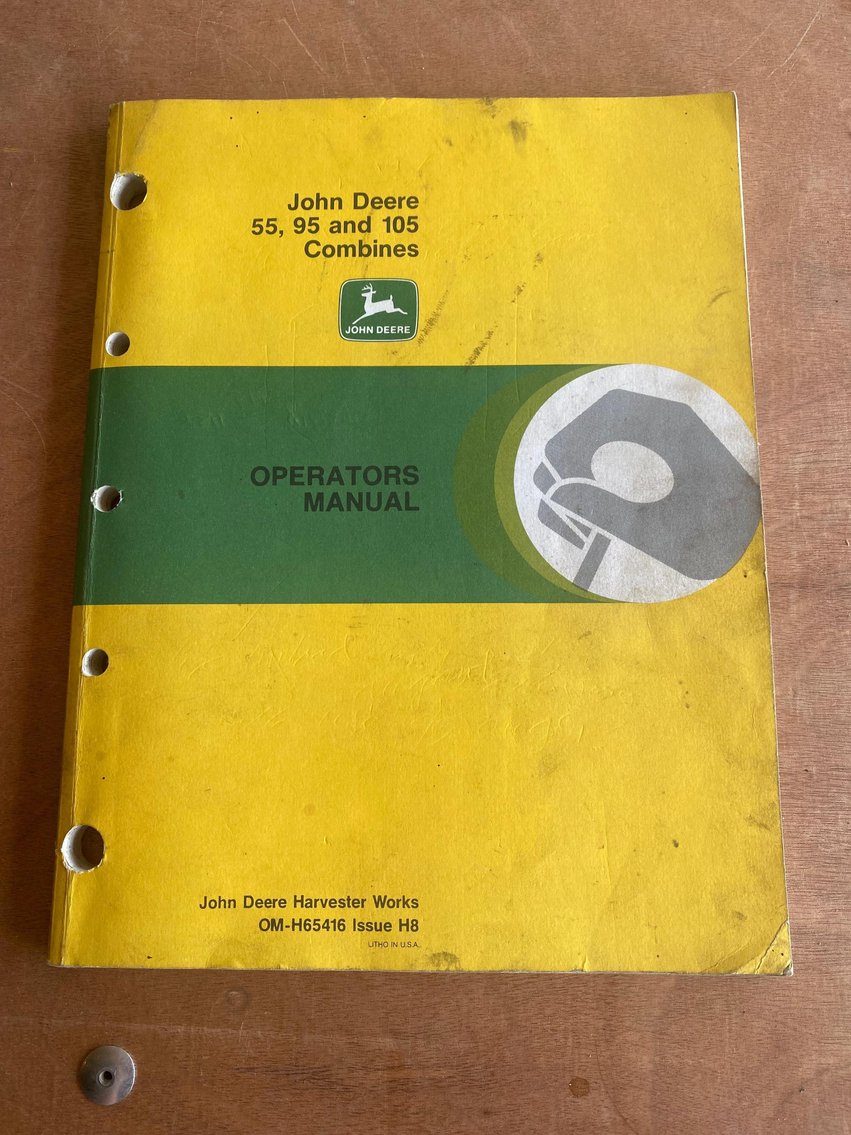 John Deere
55, 95 and 105
Combines
JOHN DEERE
OPERATORS
MANUAL
John Deere Harvester Works
OM-H65416 Issue H8
LITHO IN U.S.A.